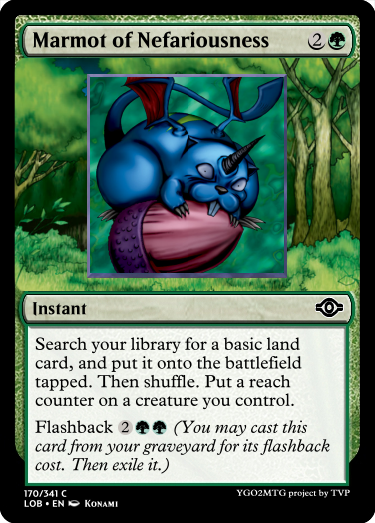 Marmot of Nefariousness 2
Instant
Search your library for a basic land
card, and put it onto the battlefield
tapped. Then shuffle. Put a reach
counter on a creature you control.
Flashback 2 (You may cast this
card from your graveyard for its flashback
cost. Then exile it.)
170/341 C
LOB • EN Konami
YGO2MTG project by TVP